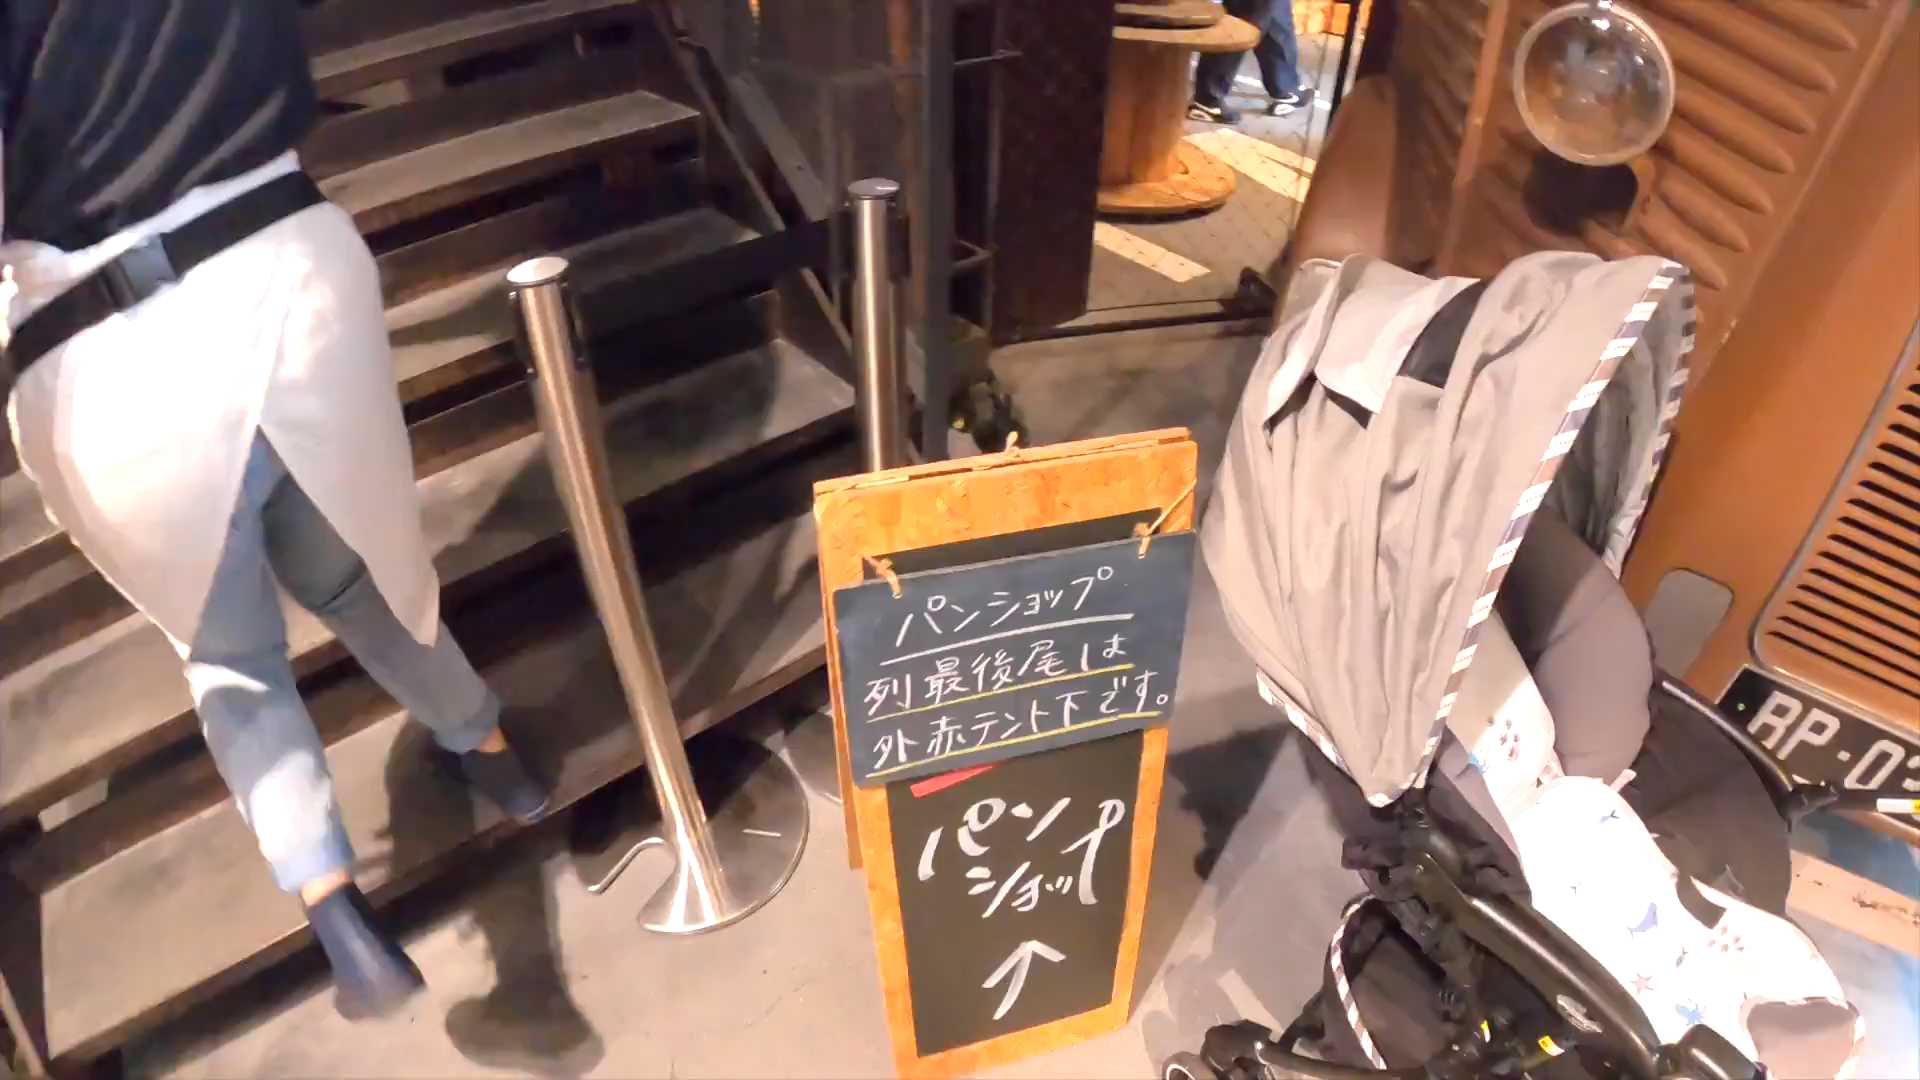 パンショップ
列最後尾は
外赤テント下です。
パン
ショップ
↑
RP-03